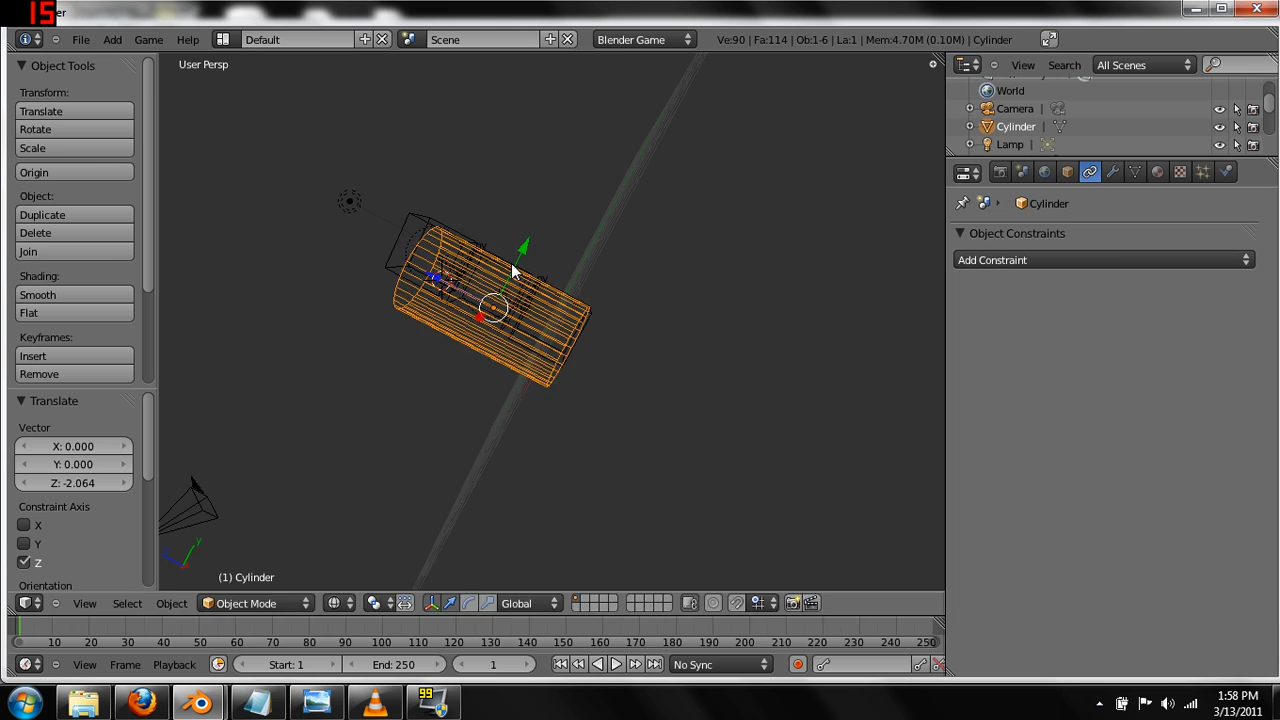 15
er
File Add Game Help Default Scene Blender Game Ve:90 | Fa:114 | Ob:1-6 | La:1 | Mem:4.70M (0.10M) | Cylinder
Object Tools
Transform:
Translate
Rotate
Scale
Origin
Object:
Duplicate
Delete
Join
Shading:
Smooth
Flat
Keyframes:
Insert
Remove
Translate
Vector
X: 0.000
Y: 0.000
Z: -2.064
Constraint Axis
X
Y
Z
Orientation
User Persp
y
(1) Cylinder
View Select Object Object Mode Global
View Search All Scenes
World
Camera
Cylinder
Lamp
Cylinder
Object Constraints
Add Constraint
0 10 20 30 40 50 60 70 80 90 100 110 120 130 140 150 160 170 180 190 200 210 220 230 240 250
View Frame Playback Start: 1 End: 250 1 No Sync
99
1:58 PM
3/13/2011